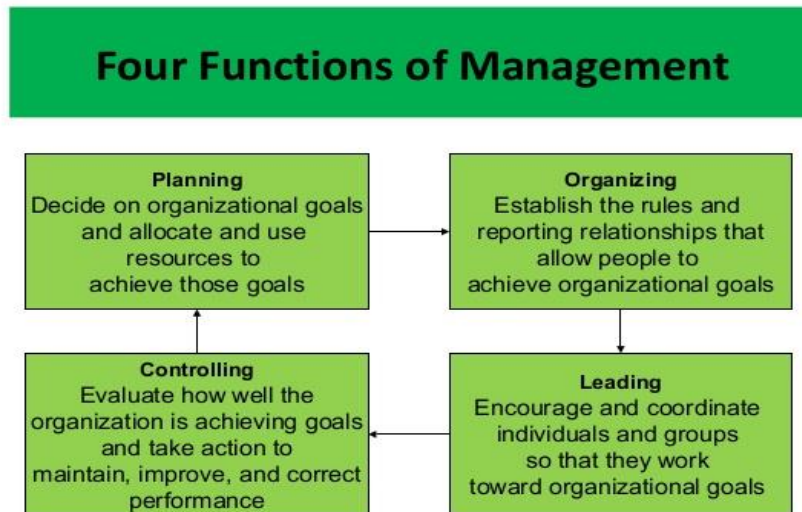 Four Functions of Management
Planning
Decide on organizational goals
and allocate and use
resources to
achieve those goals
Organizing
Establish the rules and
reporting relationships that
allow people to
achieve organizational goals
Controlling
Evaluate how well the
organization is achieving goals
and take action to
maintain, improve, and correct
performance
Leading
Encourage and coordinate
individuals and groups
so that they work
toward organizational goals